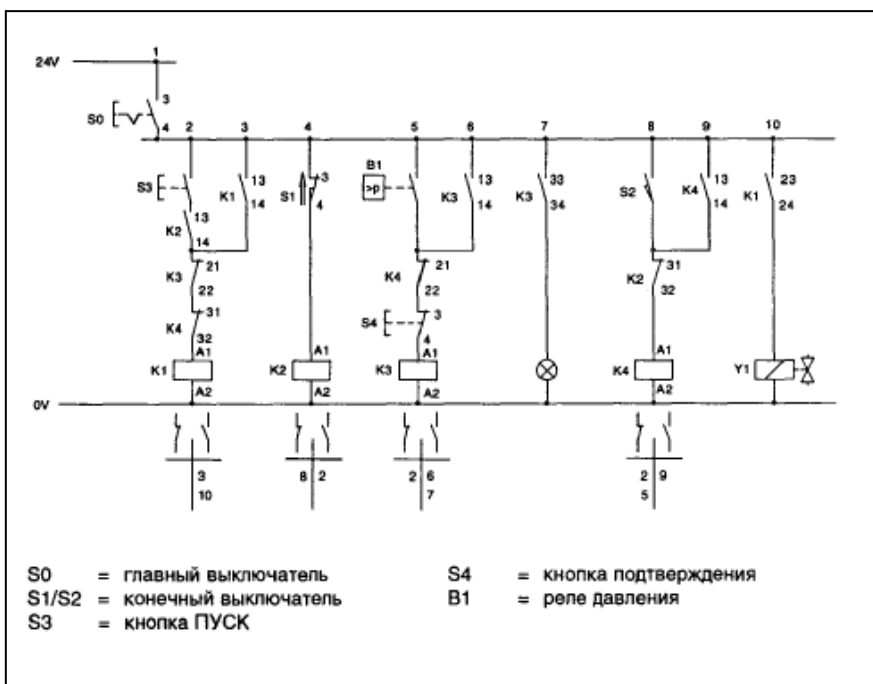 1
24V
3
S0
4
2 3 4 5 6 7 8 9 10
B1
S3 K1 13 14 S1 3 4 >p K3 13 14 K3 33 34 S2 K4 13 14 K1 23 24
K2 13 14
K3 21 22 K4 21 22 K2 31 32
K4 31 32 S4 3 4
A1 A1 A1 A1
K1 K2 K3 K4 Y1
A2 A2 A2 A2
0V
3 8 2 2 6 2 9
10 7 5
S0 = главный выключатель S4 = кнопка подтверждения
S1/S2 = конечный выключатель B1 = реле давления
S3 = кнопка ПУСК